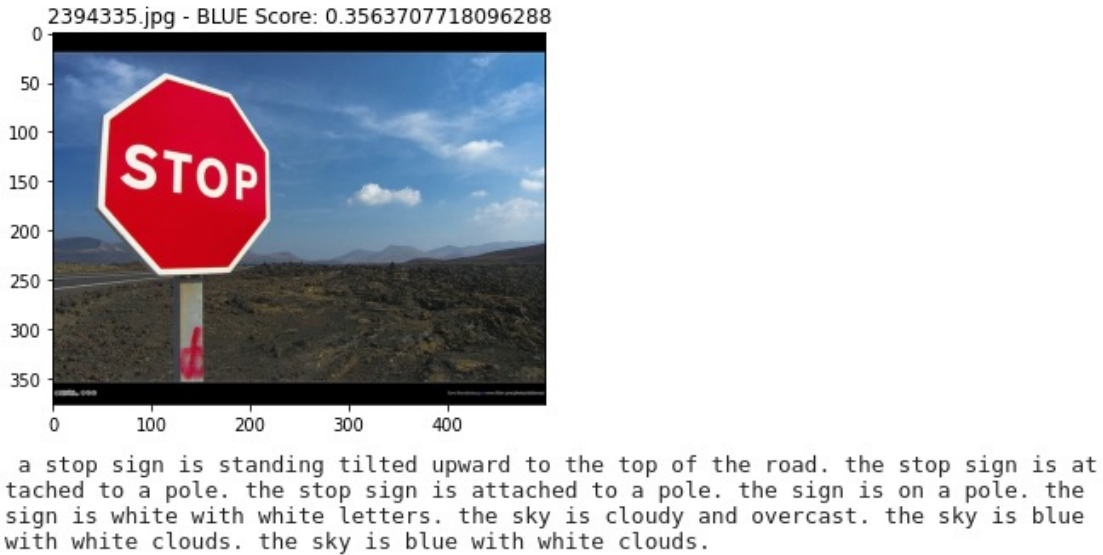 2394335.jpg - BLUE Score: 0.3563707718096288
0
50
100
150
200
250
300
350
STOP
0 100 200 300 400
a stop sign is standing tilted upward to the top of the road. the stop sign is at
tached to a pole. the stop sign is attached to a pole. the sign is on a pole. the
sign is white with white letters. the sky is cloudy and overcast. the sky is blue
with white clouds. the sky is blue with white clouds.